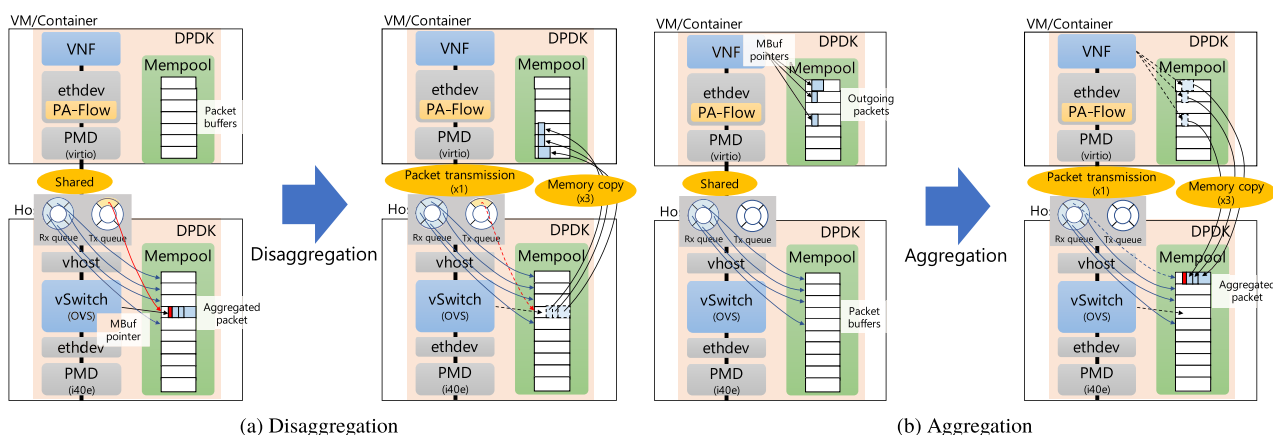 VM/Container
DPDK
VNF
Mempool
ethdev
PA-Flow
PMD
(virtio)
Packet
buffers
Shared
Ho
Rx queue
Tx queue
DPDK
vhost
Mempool
vSwitch
(OVS)
MBuf
pointer
Aggregated
packet
ethdev
PMD
(i40e)
Disaggregation
VM/Container
DPDK
VNF
Mempool
ethdev
PA-Flow
PMD
(virtio)
Packet transmission
(x1)
Memory copy
(x3)
Ho
Rx queue
Tx queue
DPDK
vhost
Mempool
vSwitch
(OVS)
ethdev
PMD
(i40e)
(a) Disaggregation
VM/Container
DPDK
VNF
MBuf
pointers
Mempool
ethdev
PA-Flow
PMD
(virtio)
Outgoing
packets
Shared
Ho
Rx queue
Tx queue
DPDK
vhost
Mempool
vSwitch
(OVS)
Packet
buffers
ethdev
PMD
(i40e)
Aggregation
VM/Container
DPDK
VNF
Mempool
ethdev
PA-Flow
PMD
(virtio)
Packet transmission
(x1)
Memory copy
(x3)
Ho
Rx queue
Tx queue
DPDK
vhost
Mempool
vSwitch
(OVS)
Aggregated
packet
ethdev
PMD
(i40e)
(b) Aggregation